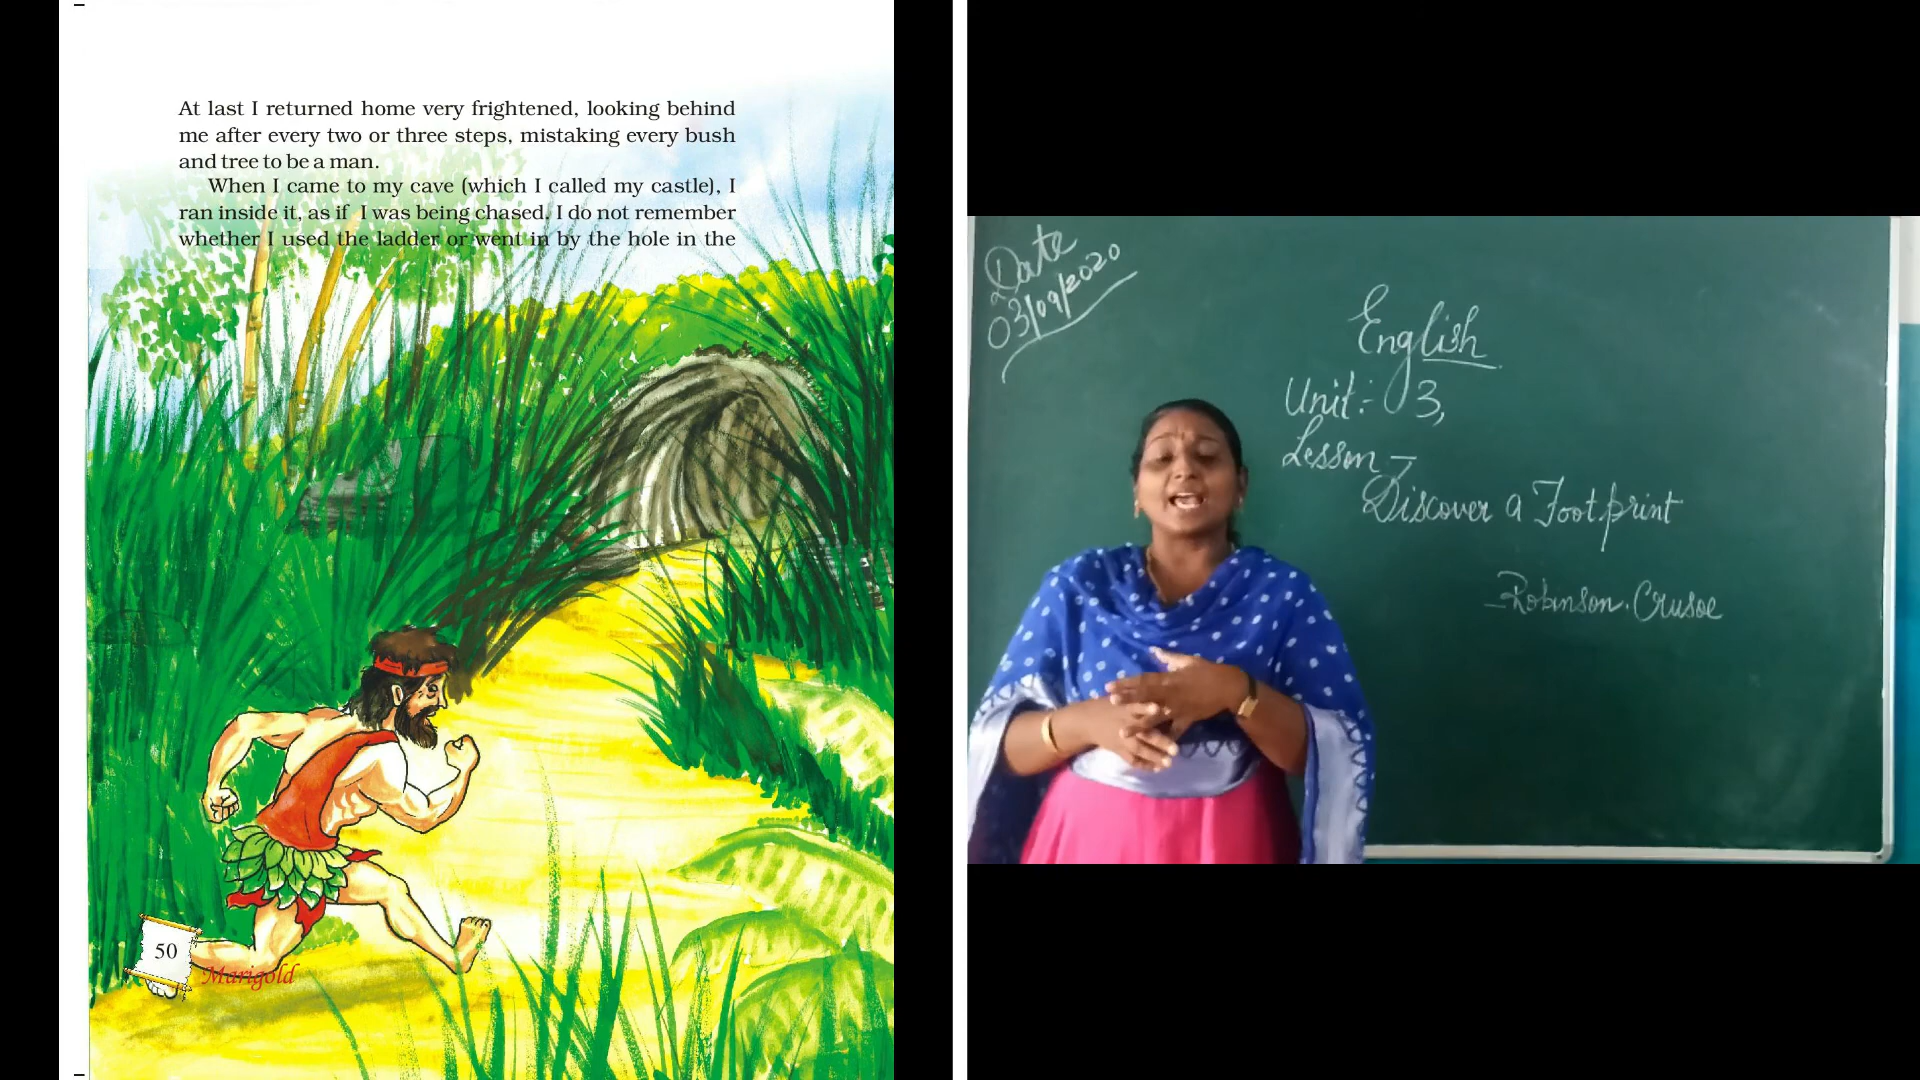 At last I returned home very frightened, looking behind
me after every two or three steps, mistaking every bush
and tree to be a man.
When I came to my cave (which I called my castle), I
ran inside it, as if I was being chased. I do not remember
whether I used the ladder or went in by the hole in the
50
Marigold
Date
03/09/2020
English
Unit:- 3,
Lesson -
Discover a Footprint
- Robinson.Crusoe